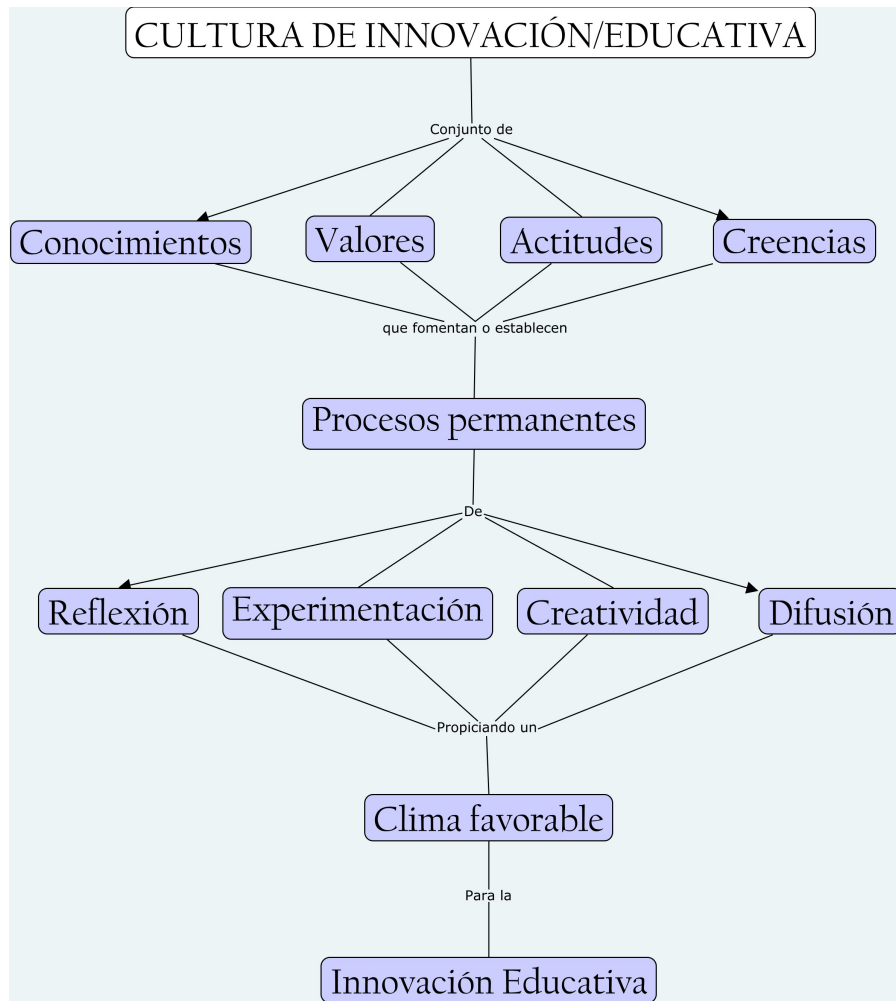 CULTURA DE INNOVACIÓN/EDUCATIVA
Conjunto de
Conocimientos
Valores
Actitudes
Creencias
que fomentan o establecen
Procesos permanentes
De
Reflexión
Experimentación
Creatividad
Difusión
Propiciando un
Clima favorable
Para la
Innovación Educativa